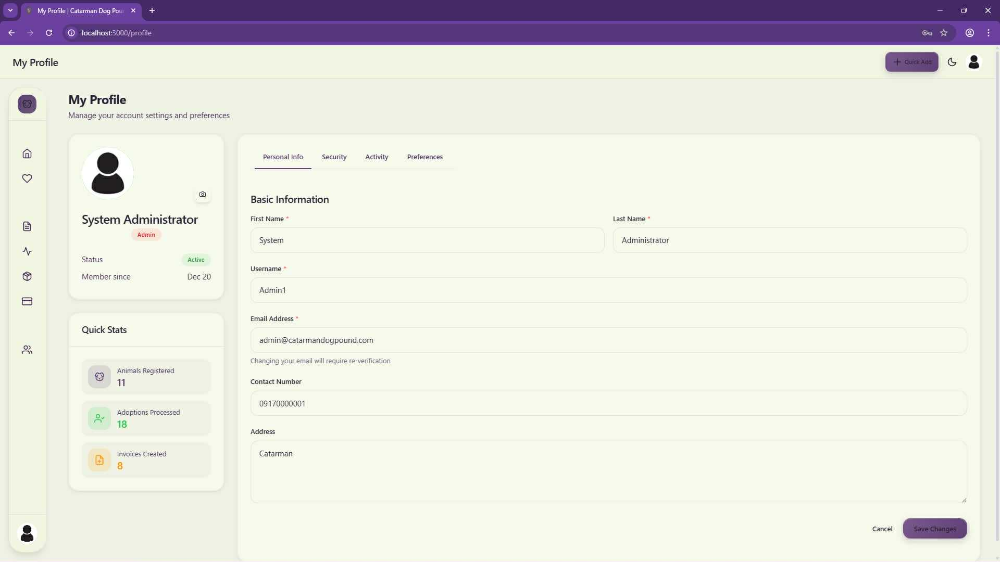 My Profile | Catarman Dog Pou
localhost:3000/profile
My Profile
Quick Add
My Profile
Manage your account settings and preferences
System Administrator
Admin
Status
Active
Member since
Dec 20
Quick Stats
Animals Registered
11
Adoptions Processed
18
Invoices Created
8
Personal Info
Security
Activity
Preferences
Basic Information
First Name *
Last Name *
System
Administrator
Username *
Admin1
Email Address *
admin@catarmandogpound.com
Changing your email will require re-verification
Contact Number
09170000001
Address
Catarman
Cancel
Save Changes